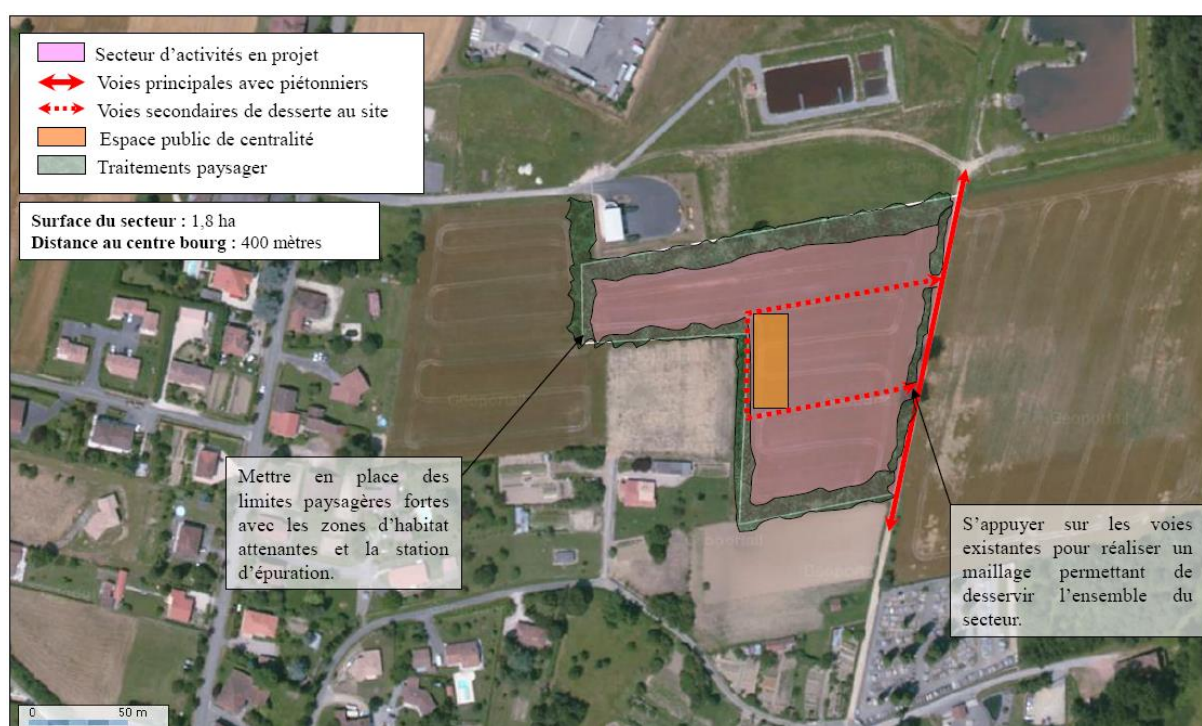 Secteur d'activités en projet
Voies principales avec piétonniers
Voies secondaires de desserte au site
Espace public de centralité
Traitements paysager
Surface du secteur : 1,8 ha
Distance au centre bourg : 400 mètres
Mettre en place des
limites paysagères fortes
avec les zones d'habitat
attenantes et la station
d'épuration.
S'appuyer sur les voies
existantes pour réaliser un
maillage permettant de
desservir l'ensemble du
secteur.
0 50 m